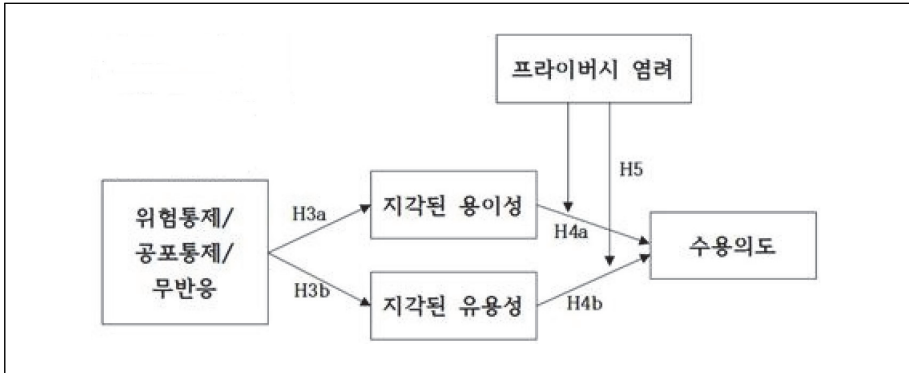 프라이버시 염려
H5
위험통제/
공포통제/
무반응
H3a
H3b
지각된 용이성
지각된 유용성
H4a
H4b
수용의도